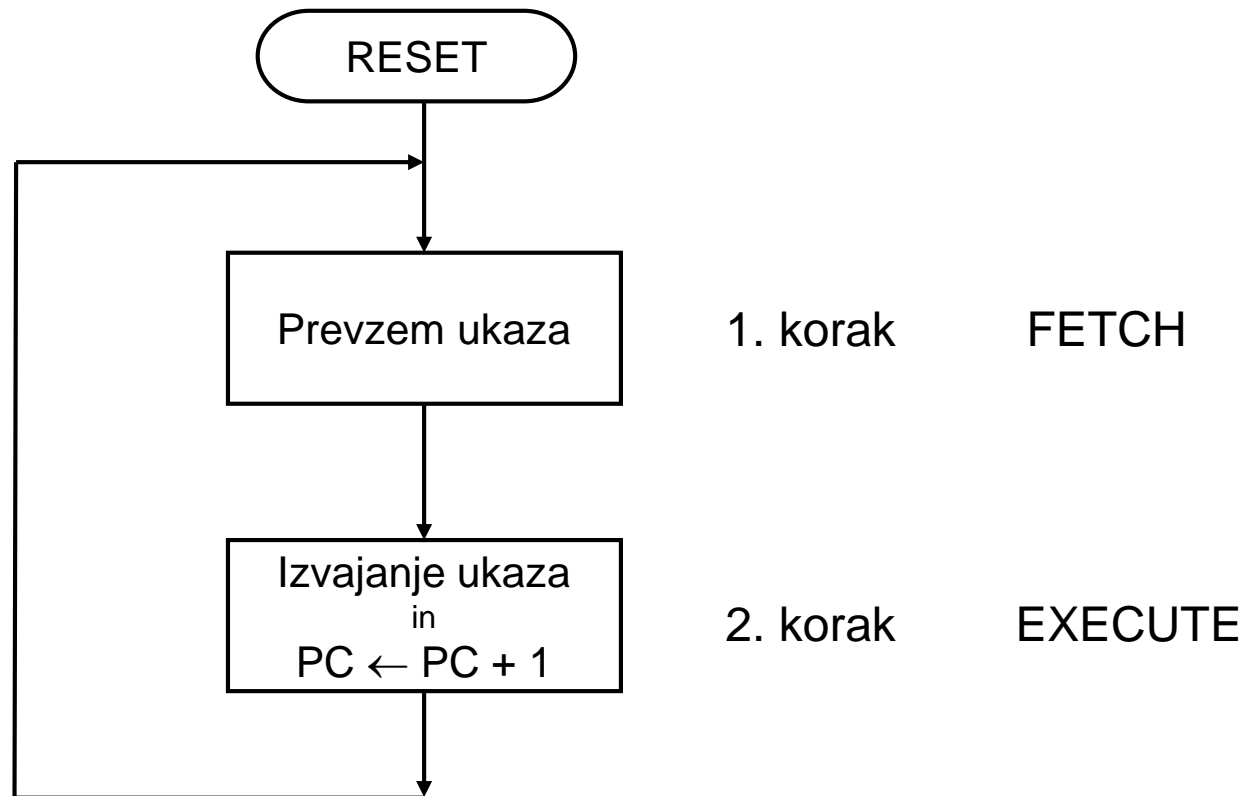 RESET
Prevzem ukaza
1. korak FETCH
Izvajanje ukaza
in
PC ← PC + 1
2. korak EXECUTE